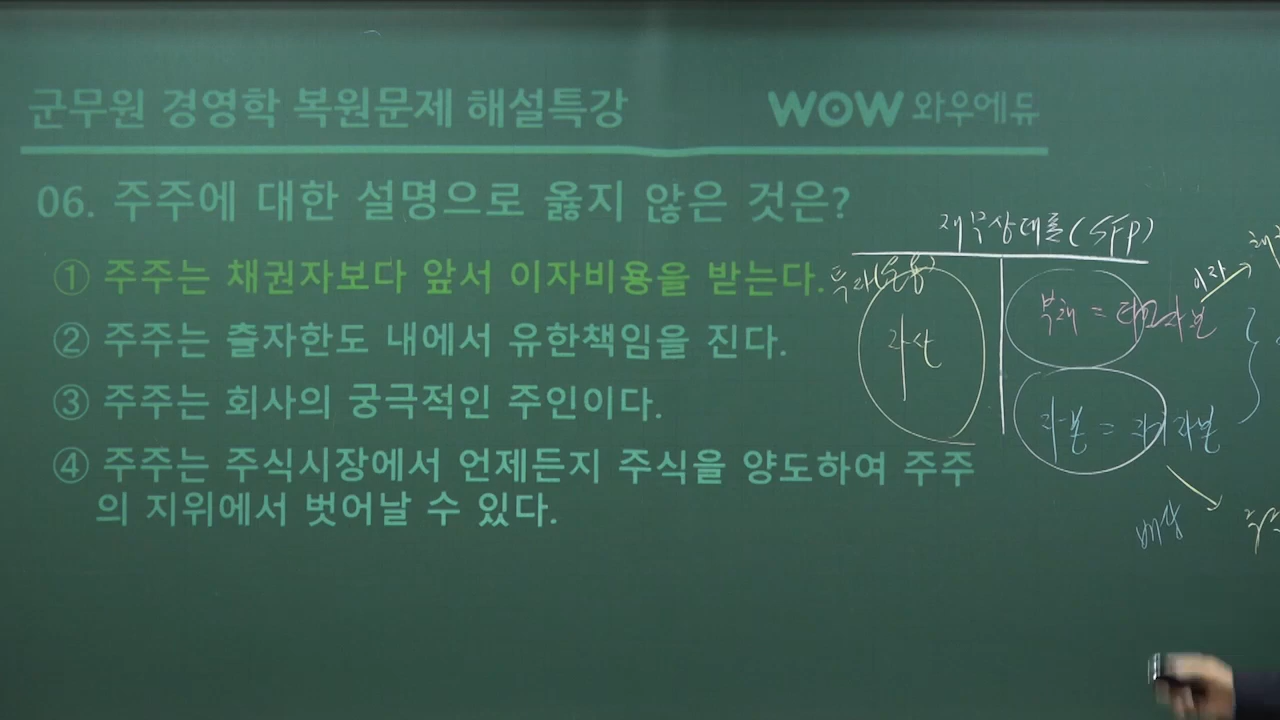 군무원 경영학 복원문제 해설특강
WOW 와우에듀
06. 주주에 대한 설명으로 옳지 않은 것은?
① 주주는 채권자보다 앞서 이자비용을 받는다.
② 주주는 출자한도 내에서 유한책임을 진다.
③ 주주는 회사의 궁극적인 주인이다.
④ 주주는 주식시장에서 언제든지 주식을 양도하여 주주
의 지위에서 벗어날 수 있다.
재무상태표(SFP)
투자(운용)
이자
부채 = 타인자본
자산
자본 = 자기자본
배당